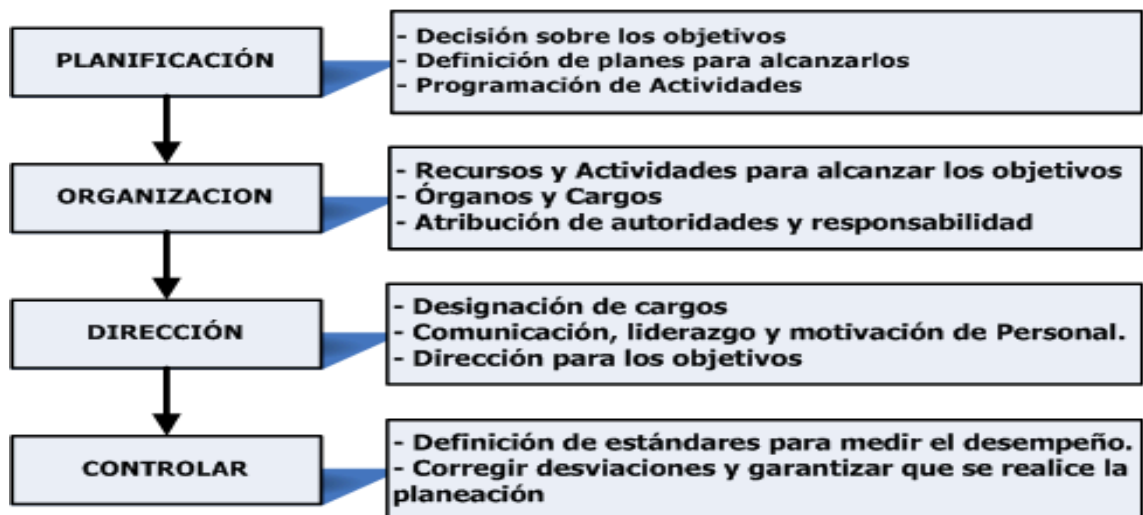 PLANIFICACIÓN
- Decisión sobre los objetivos
- Definición de planes para alcanzarlos
- Programación de Actividades
ORGANIZACION
- Recursos y Actividades para alcanzar los objetivos
- Órganos y Cargos
- Atribución de autoridades y responsabilidad
DIRECCIÓN
- Designación de cargos
- Comunicación, liderazgo y motivación de Personal.
- Dirección para los objetivos
CONTROLAR
- Definición de estándares para medir el desempeño.
- Corregir desviaciones y garantizar que se realice la
planeación